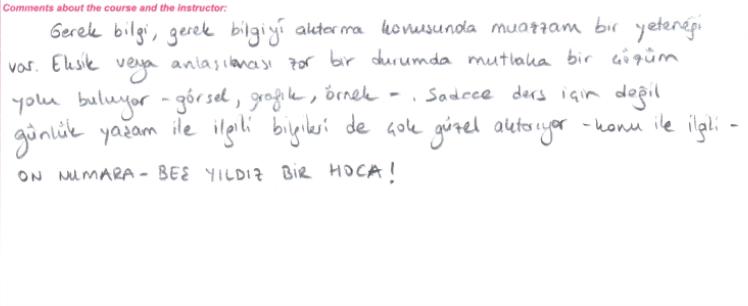 Comments about the course and the instructor:
Gerek bilgi, gerek bilgiyi aktarma konusunda muazzam bir yeteneği
var. Eksik veya anlaşılması zor bir durumda mutlaka bir çözüm
yolu buluyor - görsel, grafik, örnek - . Sadece ders için değil
günlük yaşam ile ilgili bilgileri de çok güzel aktarıyor - konu ile ilgili -
ON NUMARA - BEŞ YILDIZ BİR HOCA!